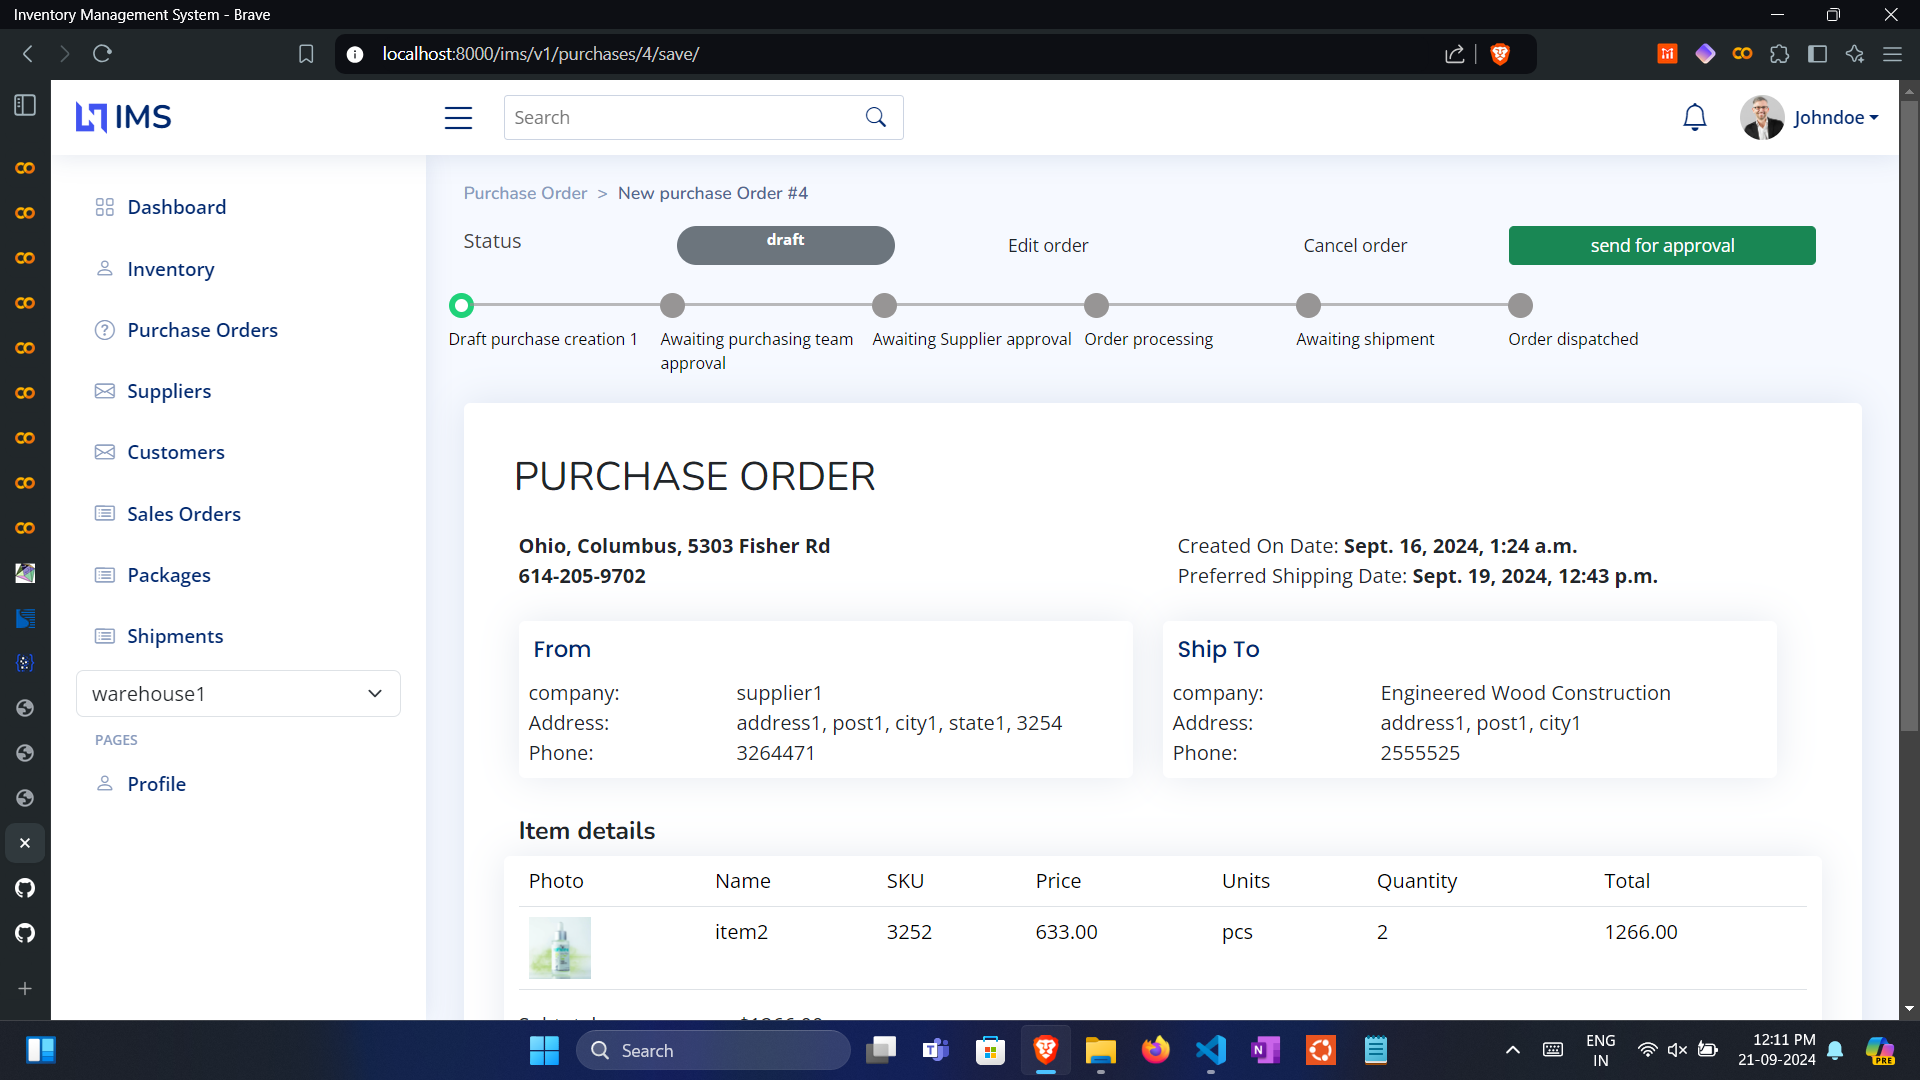 Inventory Management System - Brave
localhost:8000/ims/v1/purchases/4/save/
IMS
Search
Johndoe
Dashboard
Inventory
Purchase Orders
Suppliers
Customers
Sales Orders
Packages
Shipments
warehouse1
PAGES
Profile
Purchase Order > New purchase Order #4
Status
draft
Edit order
Cancel order
send for approval
Draft purchase creation 1
Awaiting purchasing team
approval
Awaiting Supplier approval
Order processing
Awaiting shipment
Order dispatched
PURCHASE ORDER
Ohio, Columbus, 5303 Fisher Rd
614-205-9702
Created On Date: Sept. 16, 2024, 1:24 a.m.
Preferred Shipping Date: Sept. 19, 2024, 12:43 p.m.
From
company: supplier1
Address: address1, post1, city1, state1, 3254
Phone: 3264471
Ship To
company: Engineered Wood Construction
Address: address1, post1, city1
Phone: 2555525
Item details
Photo Name SKU Price Units Quantity Total
item2 3252 633.00 pcs 2 1266.00
Search
ENG
IN
12:11 PM
21-09-2024
PRE